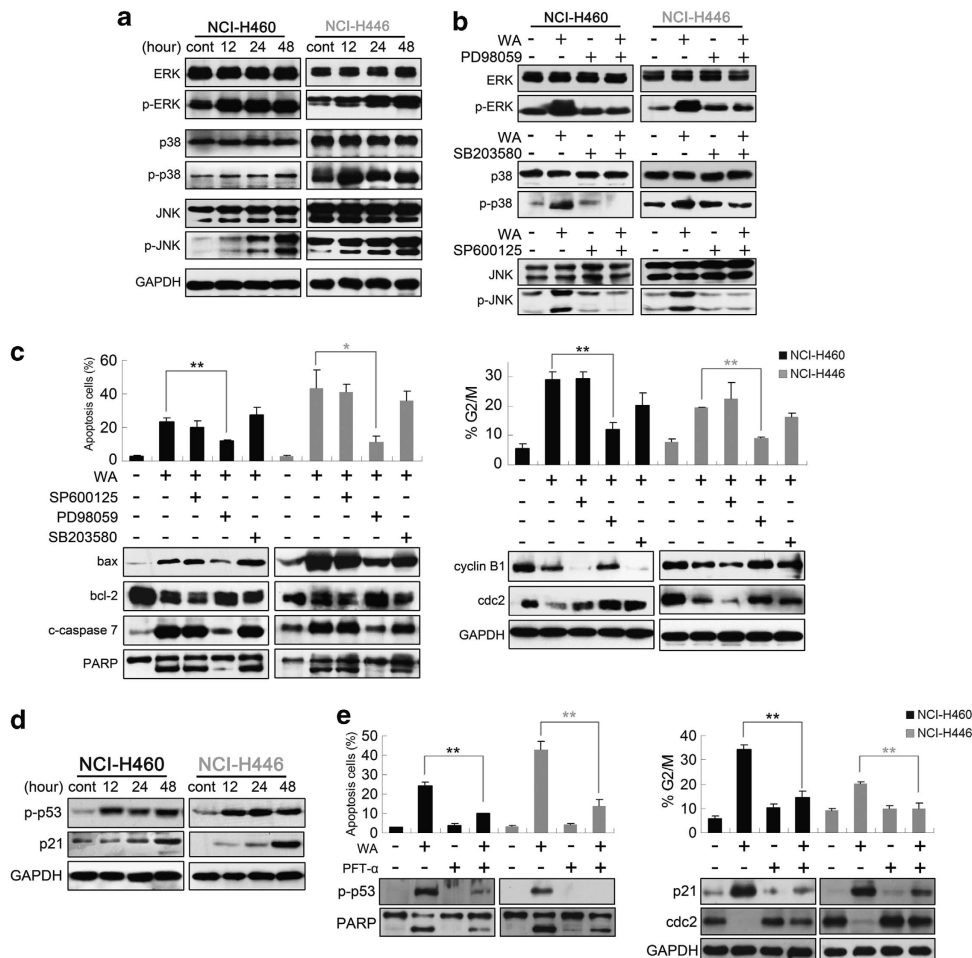 a
NCI-H460 NCI-H446
(hour) cont 12 24 48 cont 12 24 48
ERK
p-ERK
p38
p-p38
JNK
p-JNK
GAPDH
b
NCI-H460 NCI-H446
WA - + - + - + - +
PD98059 - - + + - - + +
ERK
p-ERK
WA - + - + - + - +
SB203580 - - + + - - + +
p38
p-p38
WA - + - + - + - +
SP600125 - - + + - - + +
JNK
p-JNK
c
Apoptosis cells (%)
60
40
20
0
** *
WA - + + + + - + + + +
SP600125 - - + - - - - + - -
PD98059 - - - + - - - - + -
SB203580 - - - - + - - - - +
bax
bcl-2
c-caspase 7
PARP
% G2/M
30
20
10
0
** **
NCI-H460
NCI-H446
- + + + + - + + + +
- - + - - - - + - -
- - - + - - - - + -
- - - - + - - - - +
cyclin B1
cdc2
GAPDH
d
NCI-H460 NCI-H446
(hour) cont 12 24 48 cont 12 24 48
p-p53
p21
GAPDH
e
Apoptosis cells (%)
50
40
30
20
10
0
** **
WA - + - + - + - +
PFT-α - - + + - - + +
p-p53
PARP
% G2/M
40
30
20
10
0
** **
NCI-H460
NCI-H446
- + - + - + - +
- - + + - - + +
p21
cdc2
GAPDH